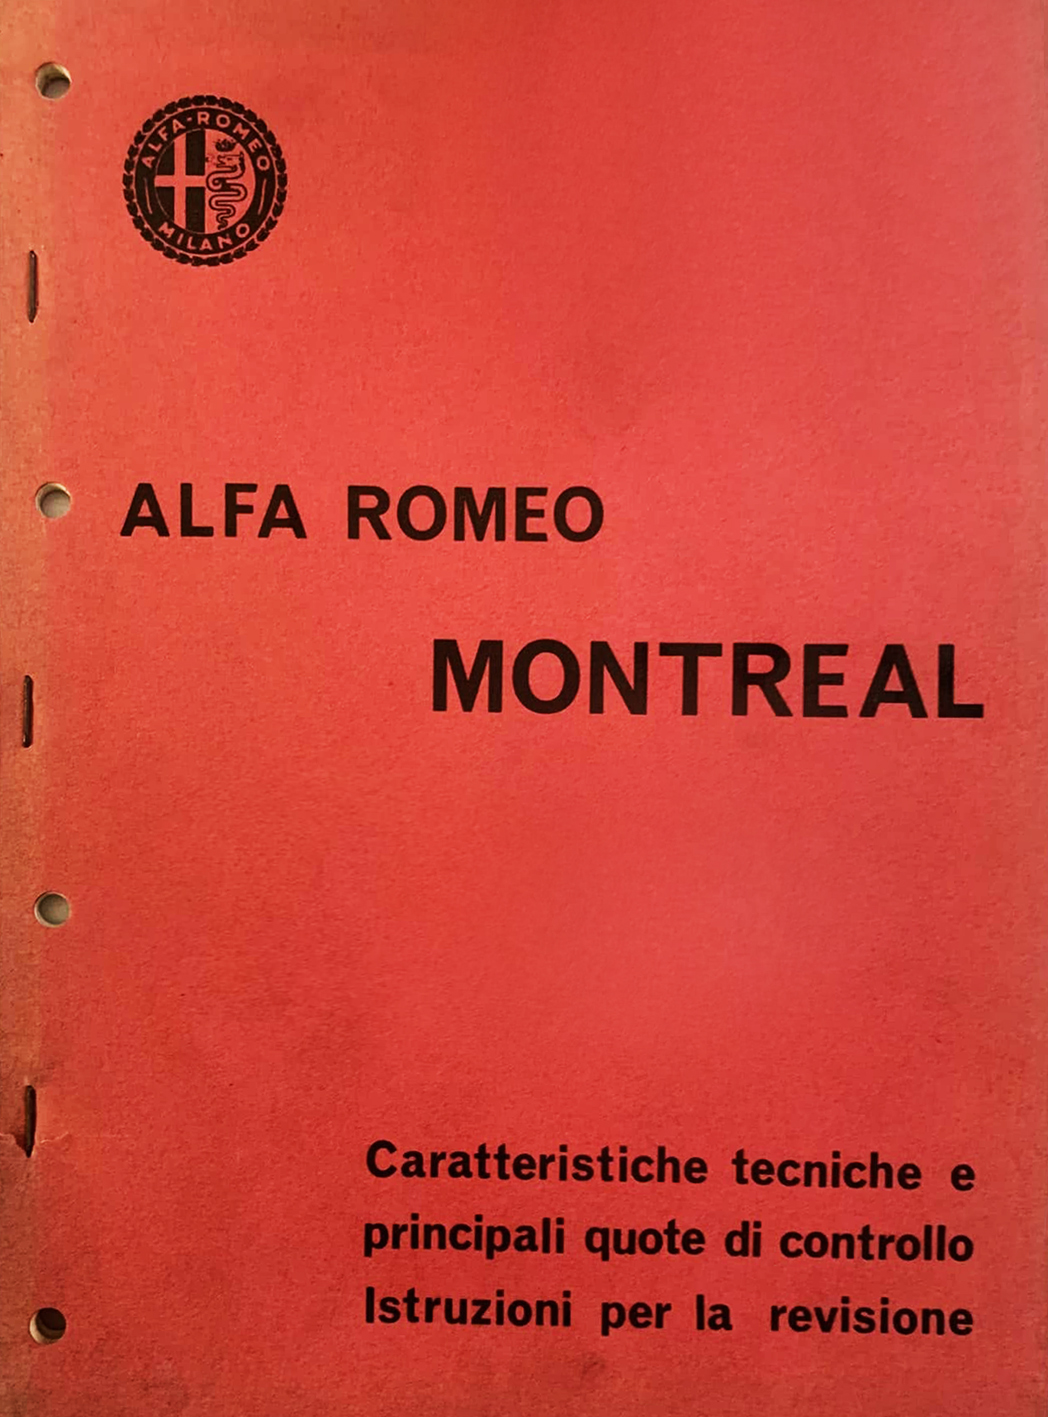 ALFA-ROMEO
MILANO
ALFA ROMEO
MONTREAL
Caratteristiche tecniche e
principali quote di controllo
Istruzioni per la revisione